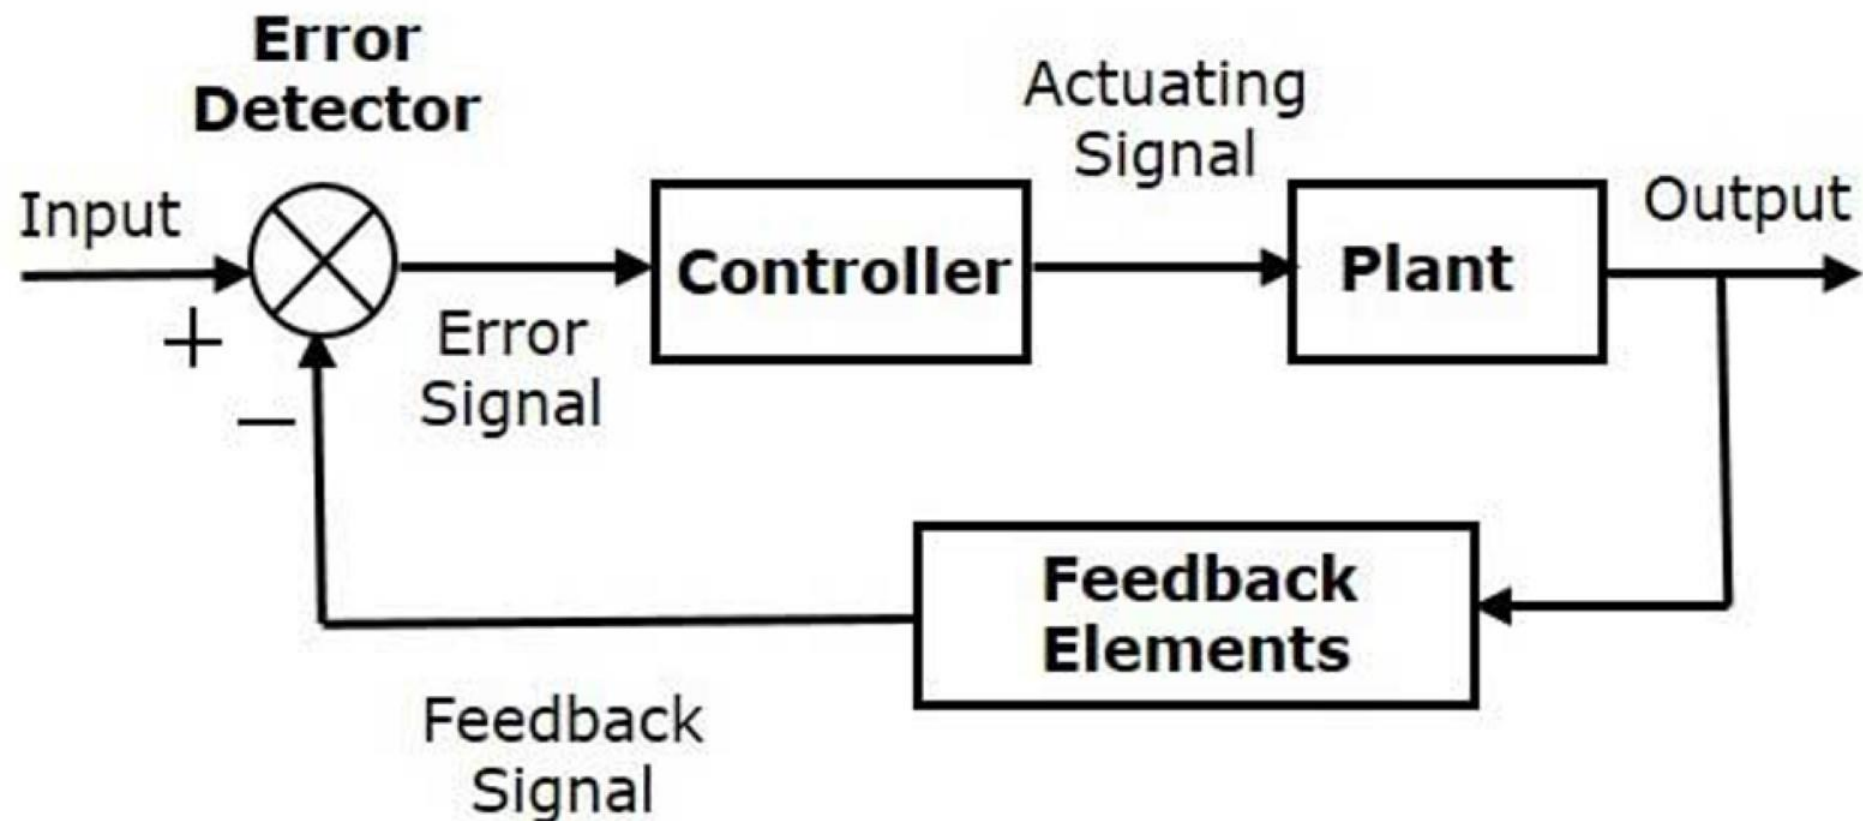 Error
Detector
Actuating
Signal
Input
Output
Controller
Plant
+
Error
Signal
−
Feedback
Elements
Feedback
Signal